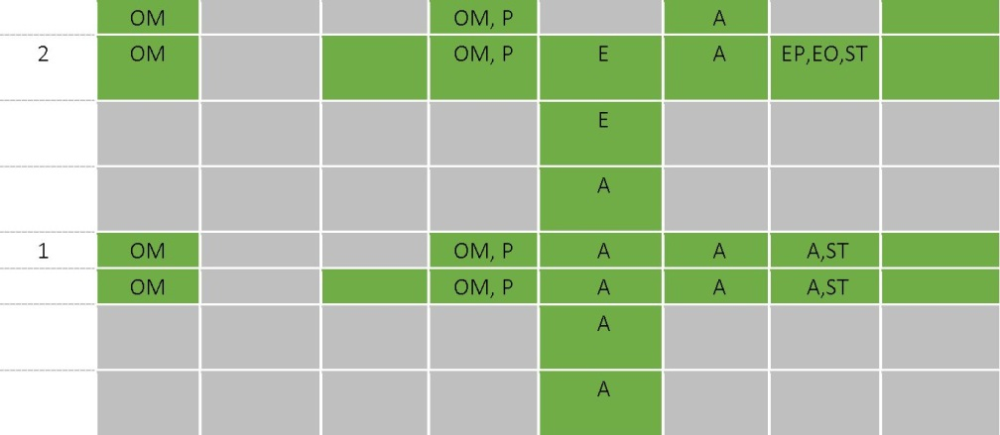 OM OM, P A
2 OM OM, P E A EP,EO,ST
E
A
1 OM OM, P A A A,ST
OM OM, P A A A,ST
A
A